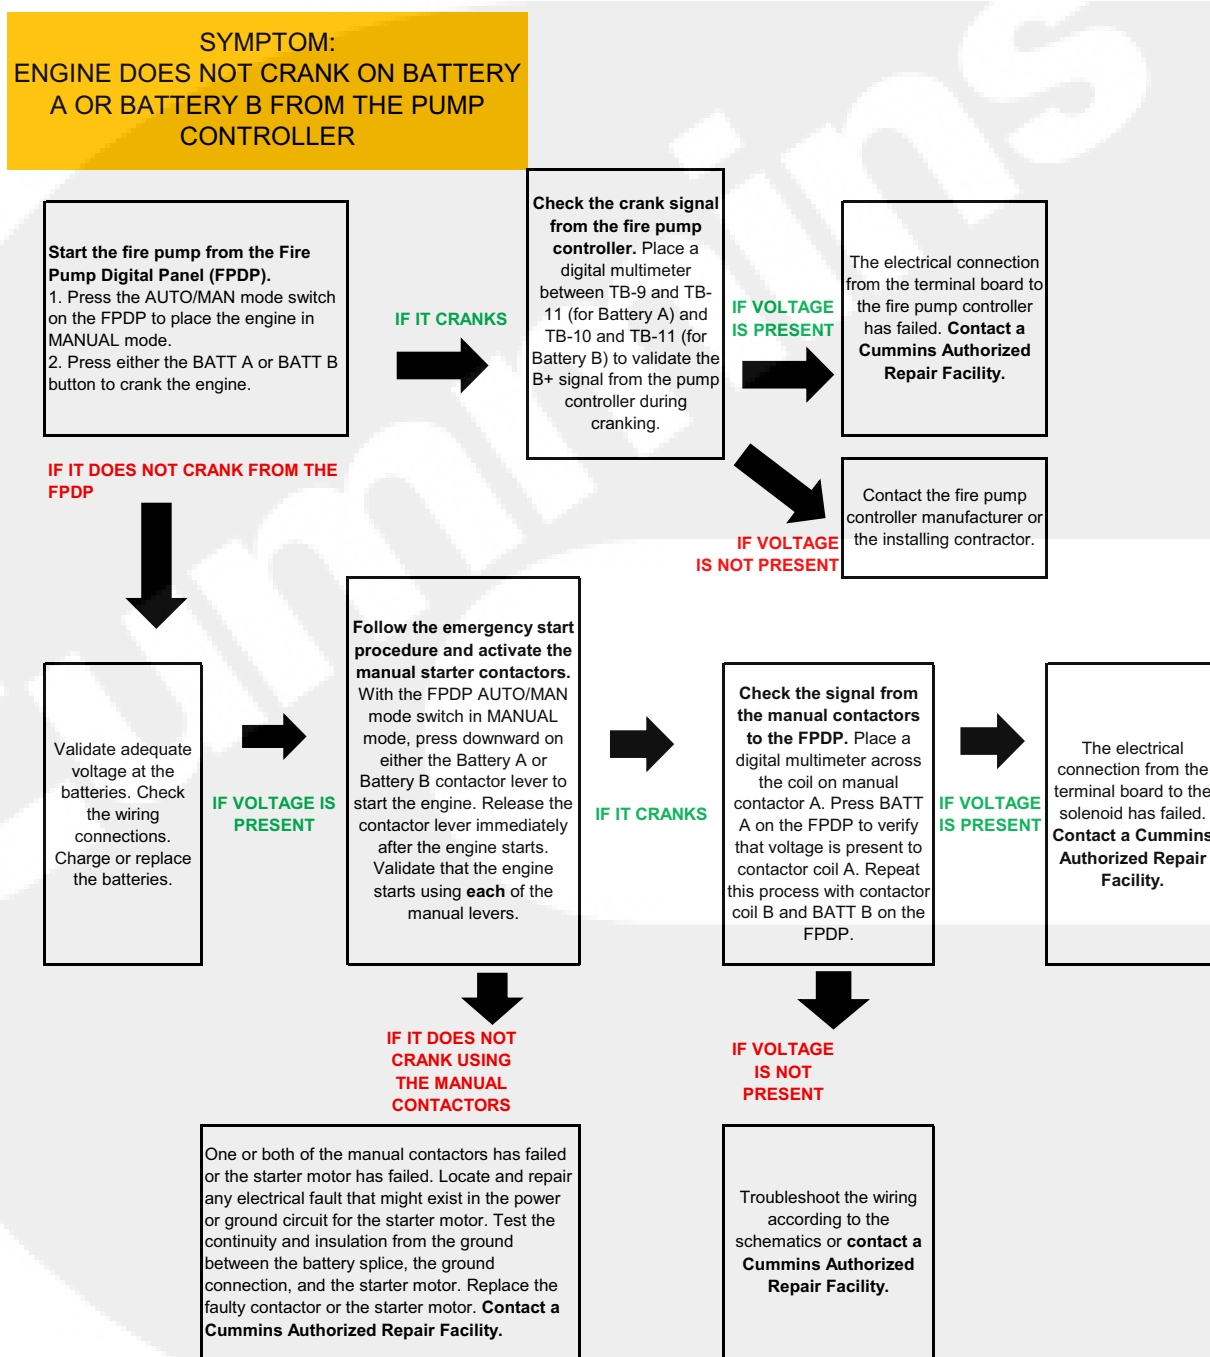 SYMPTOM:
ENGINE DOES NOT CRANK ON BATTERY
A OR BATTERY B FROM THE PUMP
CONTROLLER
Start the fire pump from the Fire
Pump Digital Panel (FPDP).
1. Press the AUTO/MAN mode switch
on the FPDP to place the engine in
MANUAL mode.
2. Press either the BATT A or BATT B
button to crank the engine.
IF IT CRANKS
Check the crank signal
from the fire pump
controller. Place a
digital multimeter
between TB-9 and TB-
11 (for Battery A) and
TB-10 and TB-11 (for
Battery B) to validate the
B+ signal from the pump
controller during
cranking.
IF VOLTAGE
IS PRESENT
The electrical connection
from the terminal board to
the fire pump controller
has failed. Contact a
Cummins Authorized
Repair Facility.
IF VOLTAGE
IS NOT PRESENT
Contact the fire pump
controller manufacturer or
the installing contractor.
IF IT DOES NOT CRANK FROM THE
FPDP
Validate adequate
voltage at the
batteries. Check
the wiring
connections.
Charge or replace
the batteries.
IF VOLTAGE IS
PRESENT
Follow the emergency start
procedure and activate the
manual starter contactors.
With the FPDP AUTO/MAN
mode switch in MANUAL
mode, press downward on
either the Battery A or
Battery B contactor lever to
start the engine. Release the
contactor lever immediately
after the engine starts.
Validate that the engine
starts using each of the
manual levers.
IF IT CRANKS
Check the signal from
the manual contactors
to the FPDP. Place a
digital multimeter across
the coil on manual
contactor A. Press BATT
A on the FPDP to verify
that voltage is present to
contactor coil A. Repeat
this process with contactor
coil B and BATT B on the
FPDP.
IF VOLTAGE
IS PRESENT
The electrical
connection from the
terminal board to the
solenoid has failed.
Contact a Cummins
Authorized Repair
Facility.
IF IT DOES NOT
CRANK USING
THE MANUAL
CONTACTORS
One or both of the manual contactors has failed
or the starter motor has failed. Locate and repair
any electrical fault that might exist in the power
or ground circuit for the starter motor. Test the
continuity and insulation from the ground
between the battery splice, the ground
connection, and the starter motor. Replace the
faulty contactor or the starter motor. Contact a
Cummins Authorized Repair Facility.
IF VOLTAGE
IS NOT
PRESENT
Troubleshoot the wiring
according to the
schematics or contact a
Cummins Authorized
Repair Facility.
cummins